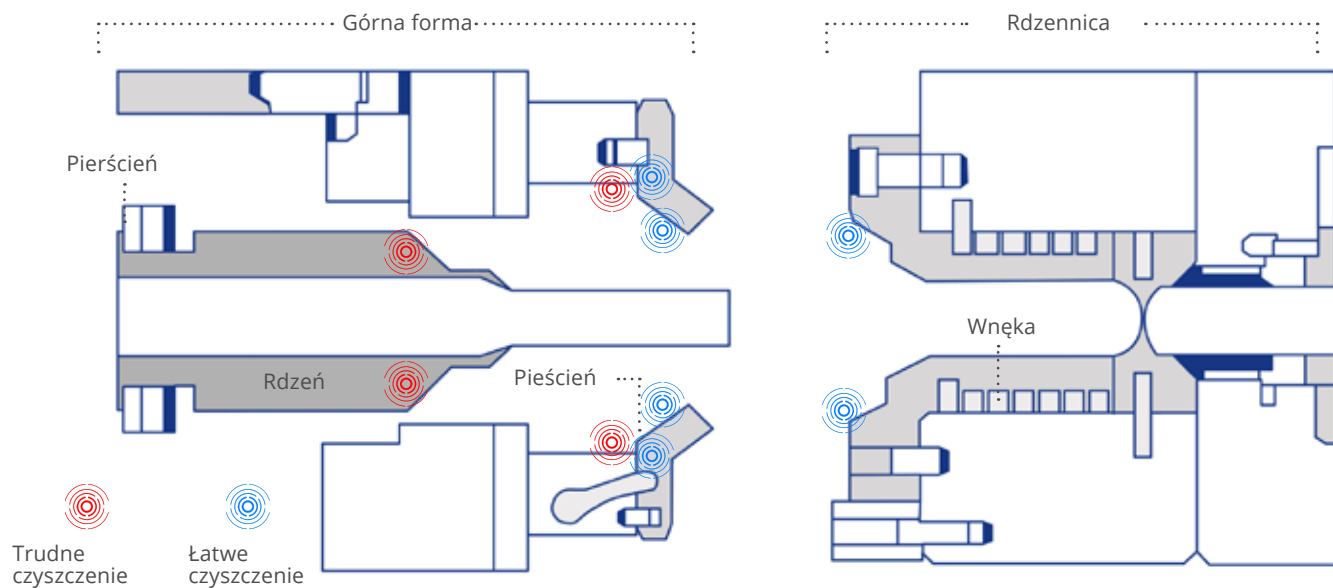 Górna forma
Rdzennica
Pierścień
Wnęka
Rdzeń
Pieścień
Trudne
czyszczenie
Łatwe
czyszczenie